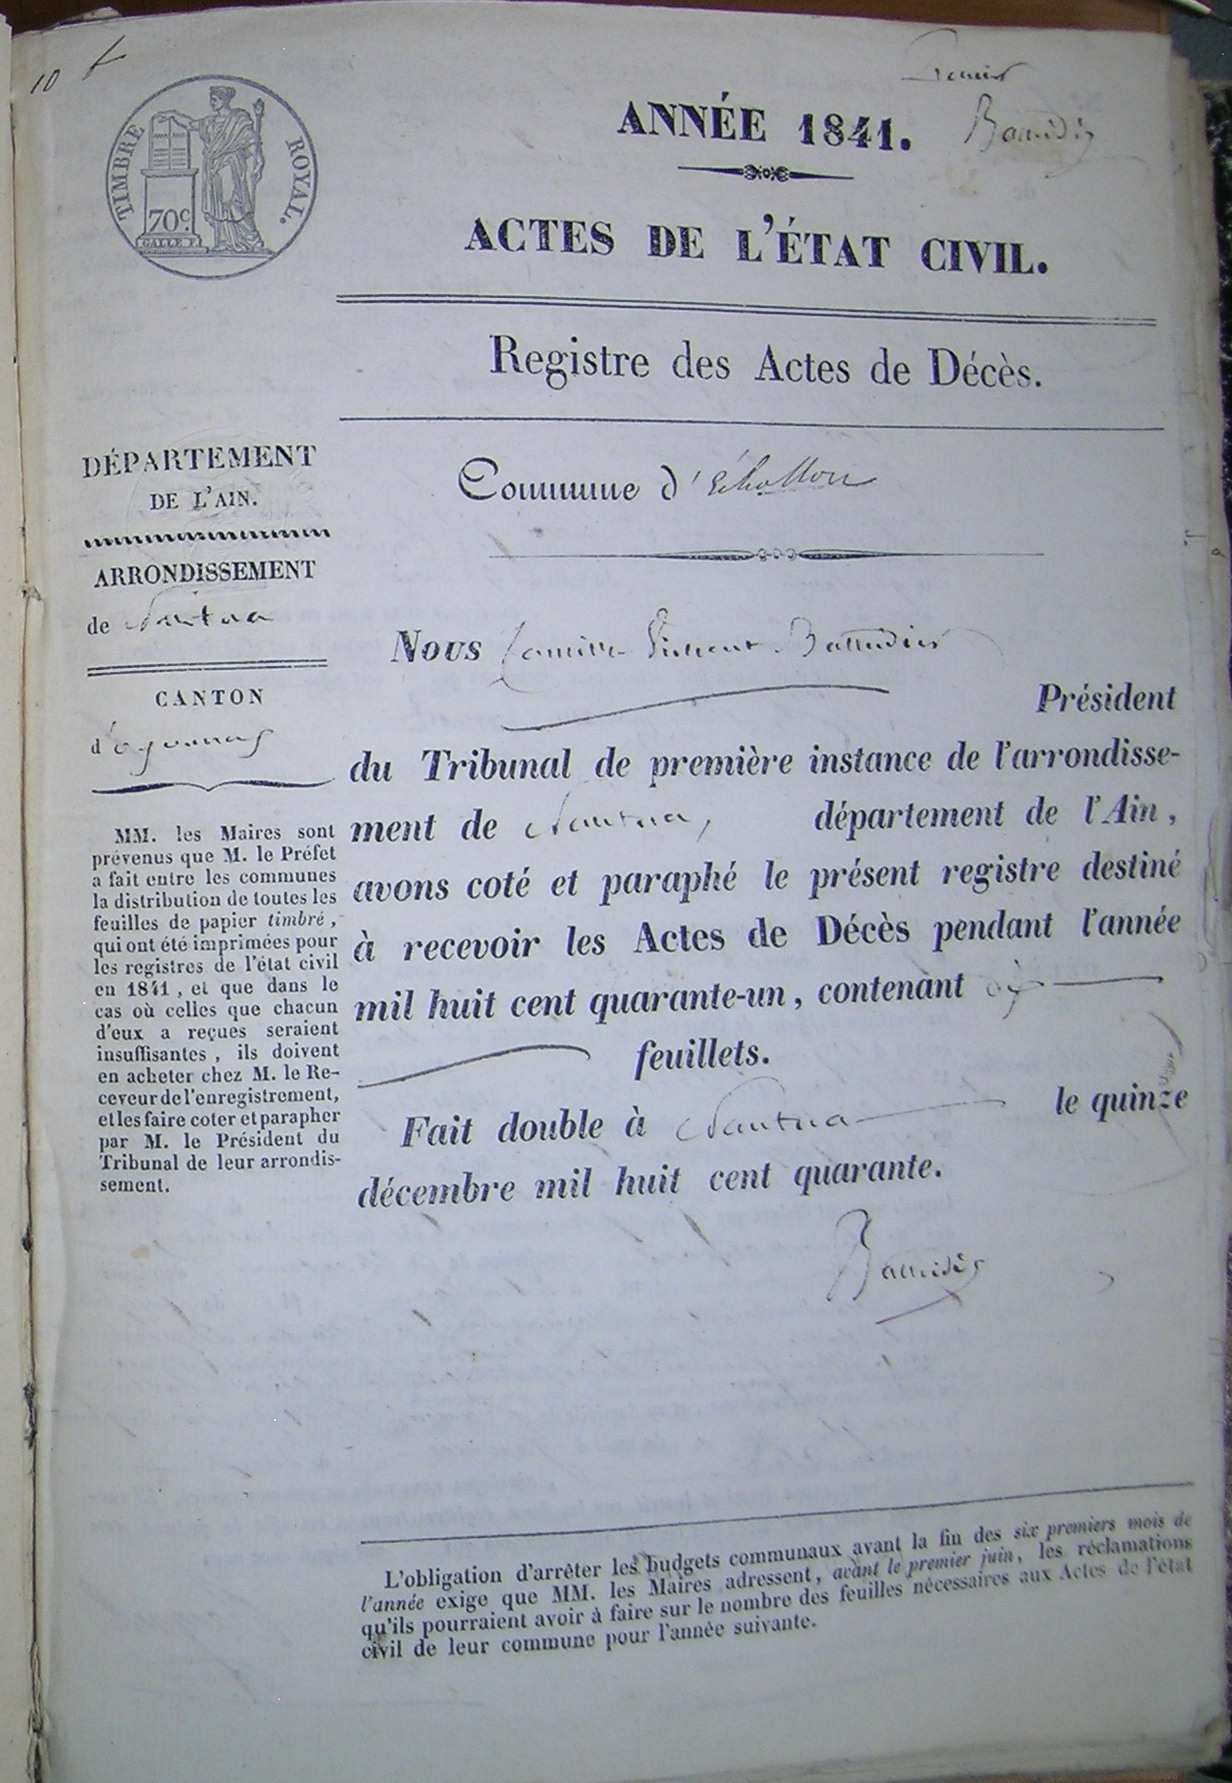 10
Premier
ANNÉE 1841.
TIMBRE ROYAL.
70c
GALLE F.
ACTES DE L'ÉTAT CIVIL.
Registre des Actes de Décès.
DÉPARTEMENT
DE L'AIN.
ARRONDISSEMENT
de Nantua
CANTON
d'oyonnax
MM. les Maires sont
prévenus que M. le Préfet
a fait entre les communes
la distribution de toutes les
feuilles de papier timbré,
qui ont été imprimées pour
les registres de l'état civil
en 1841, et que dans le
cas où celles que chacun
d'eux a reçues seraient
insuffisantes, ils doivent
en acheter chez M. le Re-
ceveur de l'enregistrement,
et les faire coter et parapher
par M. le Président du
Tribunal de leur arrondis-
sement.
Commune d'Échallon
Nous Camille Vincent
Président
du Tribunal de première instance de l'arrondisse-
ment de Nantua, département de l'Ain,
avons coté et paraphé le présent registre destiné
à recevoir les Actes de Décès pendant l'année
mil huit cent quarante-un, contenant
feuillets.
Fait double à Nantua le quinze
décembre mil huit cent quarante.
L'obligation d'arrêter les budgets communaux avant la fin des six premiers mois de
l'année exige que MM. les Maires adressent, avant le premier juin, les réclamations
qu'ils pourraient avoir à faire sur le nombre des feuilles nécessaires aux Actes de l'état
civil de leur commune pour l'année suivante.